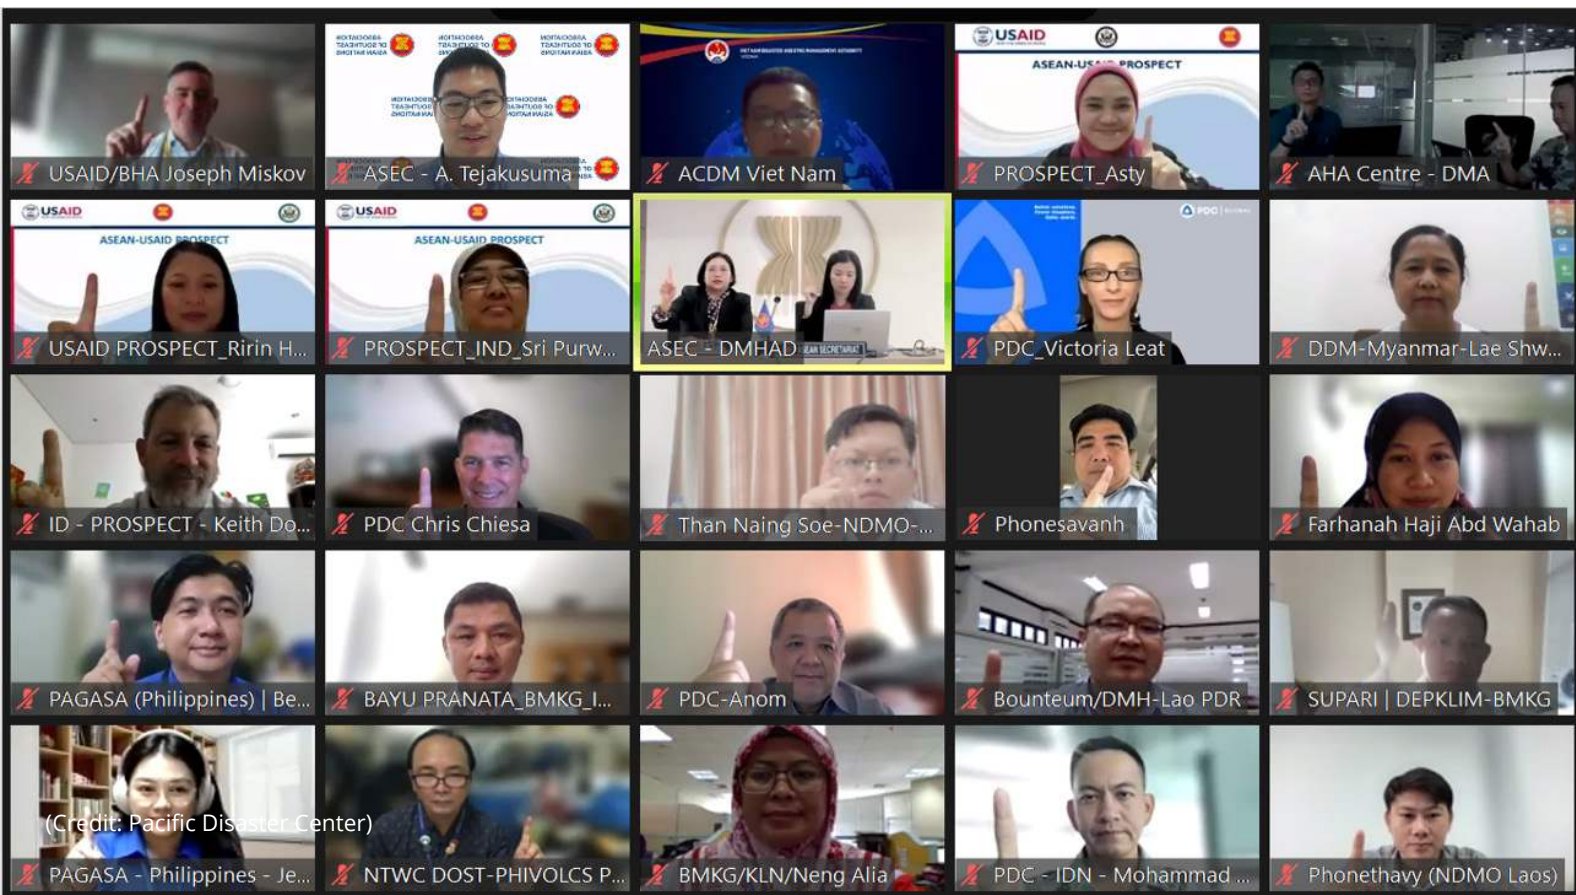 USAID/BHA Joseph Miskov
ASEC - A. Tejakusuma
ACDM Viet Nam
USAID
ASEAN-USAID PROSPECT
PROSPECT_Asty
AHA Centre - DMA
USAID
ASEAN-USAID PROSPECT
USAID PROSPECT_Ririn H...
USAID
ASEAN-USAID PROSPECT
PROSPECT_IND_Sri Purw...
ASEAN SECRETARIAT
ASEC - DMHAD
PDC | GLOBAL
PDC_Victoria Leat
DDM-Myanmar-Lae Shw...
ID - PROSPECT - Keith Do...
PDC Chris Chiesa
Than Naing Soe-NDMO-...
Phonesavanh
Farhanah Haji Abd Wahab
PAGASA (Philippines) | Be...
BAYU PRANATA_BMKG_I...
PDC-Anom
Bounteum/DMH-Lao PDR
SUPARI | DEPKLIM-BMKG
(Credit: Pacific Disaster Center)
PAGASA - Philippines - Je...
NTWC DOST-PHIVOLCS P...
BMKG/KLN/Neng Alia
PDC - IDN - Mohammad ...
Phonethavy (NDMO Laos)